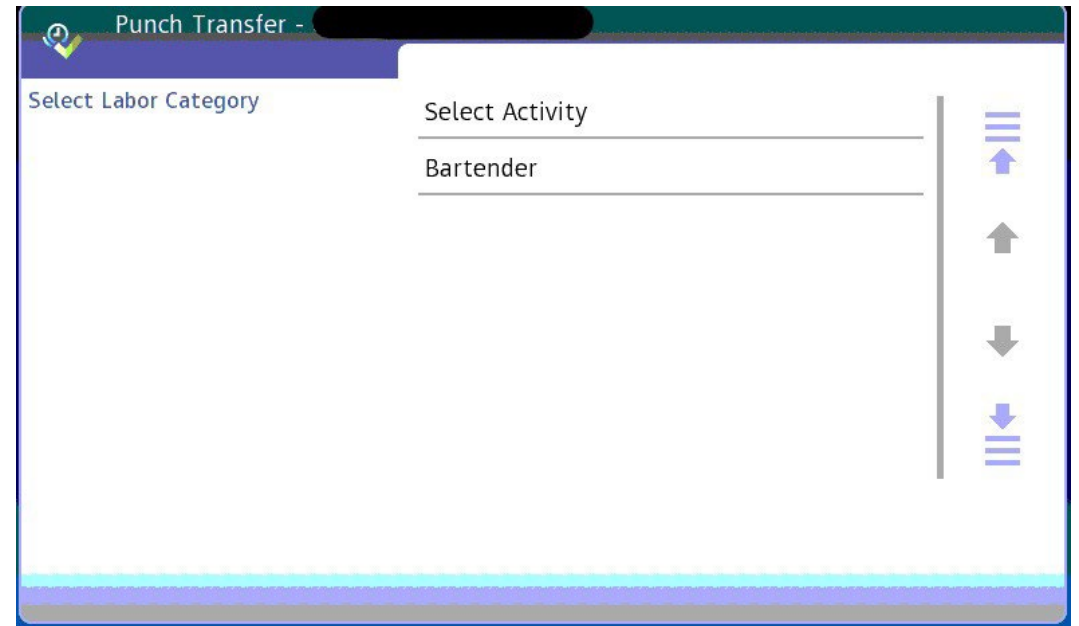 Punch Transfer -
Select Labor Category
Select Activity
Bartender